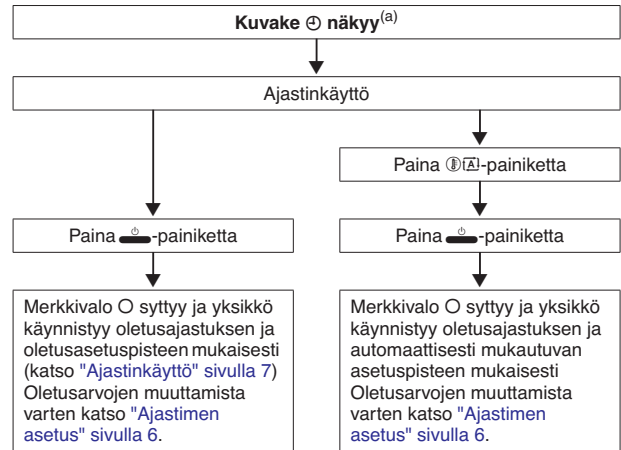 Kuvake ⏲ näkyy(a)
Ajastinkäyttö
Paina 🌡A-painiketta
Paina ⏻-painiketta
Paina ⏻-painiketta
Merkkivalo O syttyy ja yksikkö
käynnistyy oletusajastuksen ja
oletusasetuspisteen mukaisesti
(katso "Ajastinkäyttö" sivulla 7)
Oletusarvojen muuttamista
varten katso "Ajastimen
asetus" sivulla 6.
Merkkivalo O syttyy ja yksikkö
käynnistyy oletusajastuksen ja
automaattisesti mukautuvan
asetuspisteen mukaisesti
Oletusarvojen muuttamista
varten katso "Ajastimen
asetus" sivulla 6.